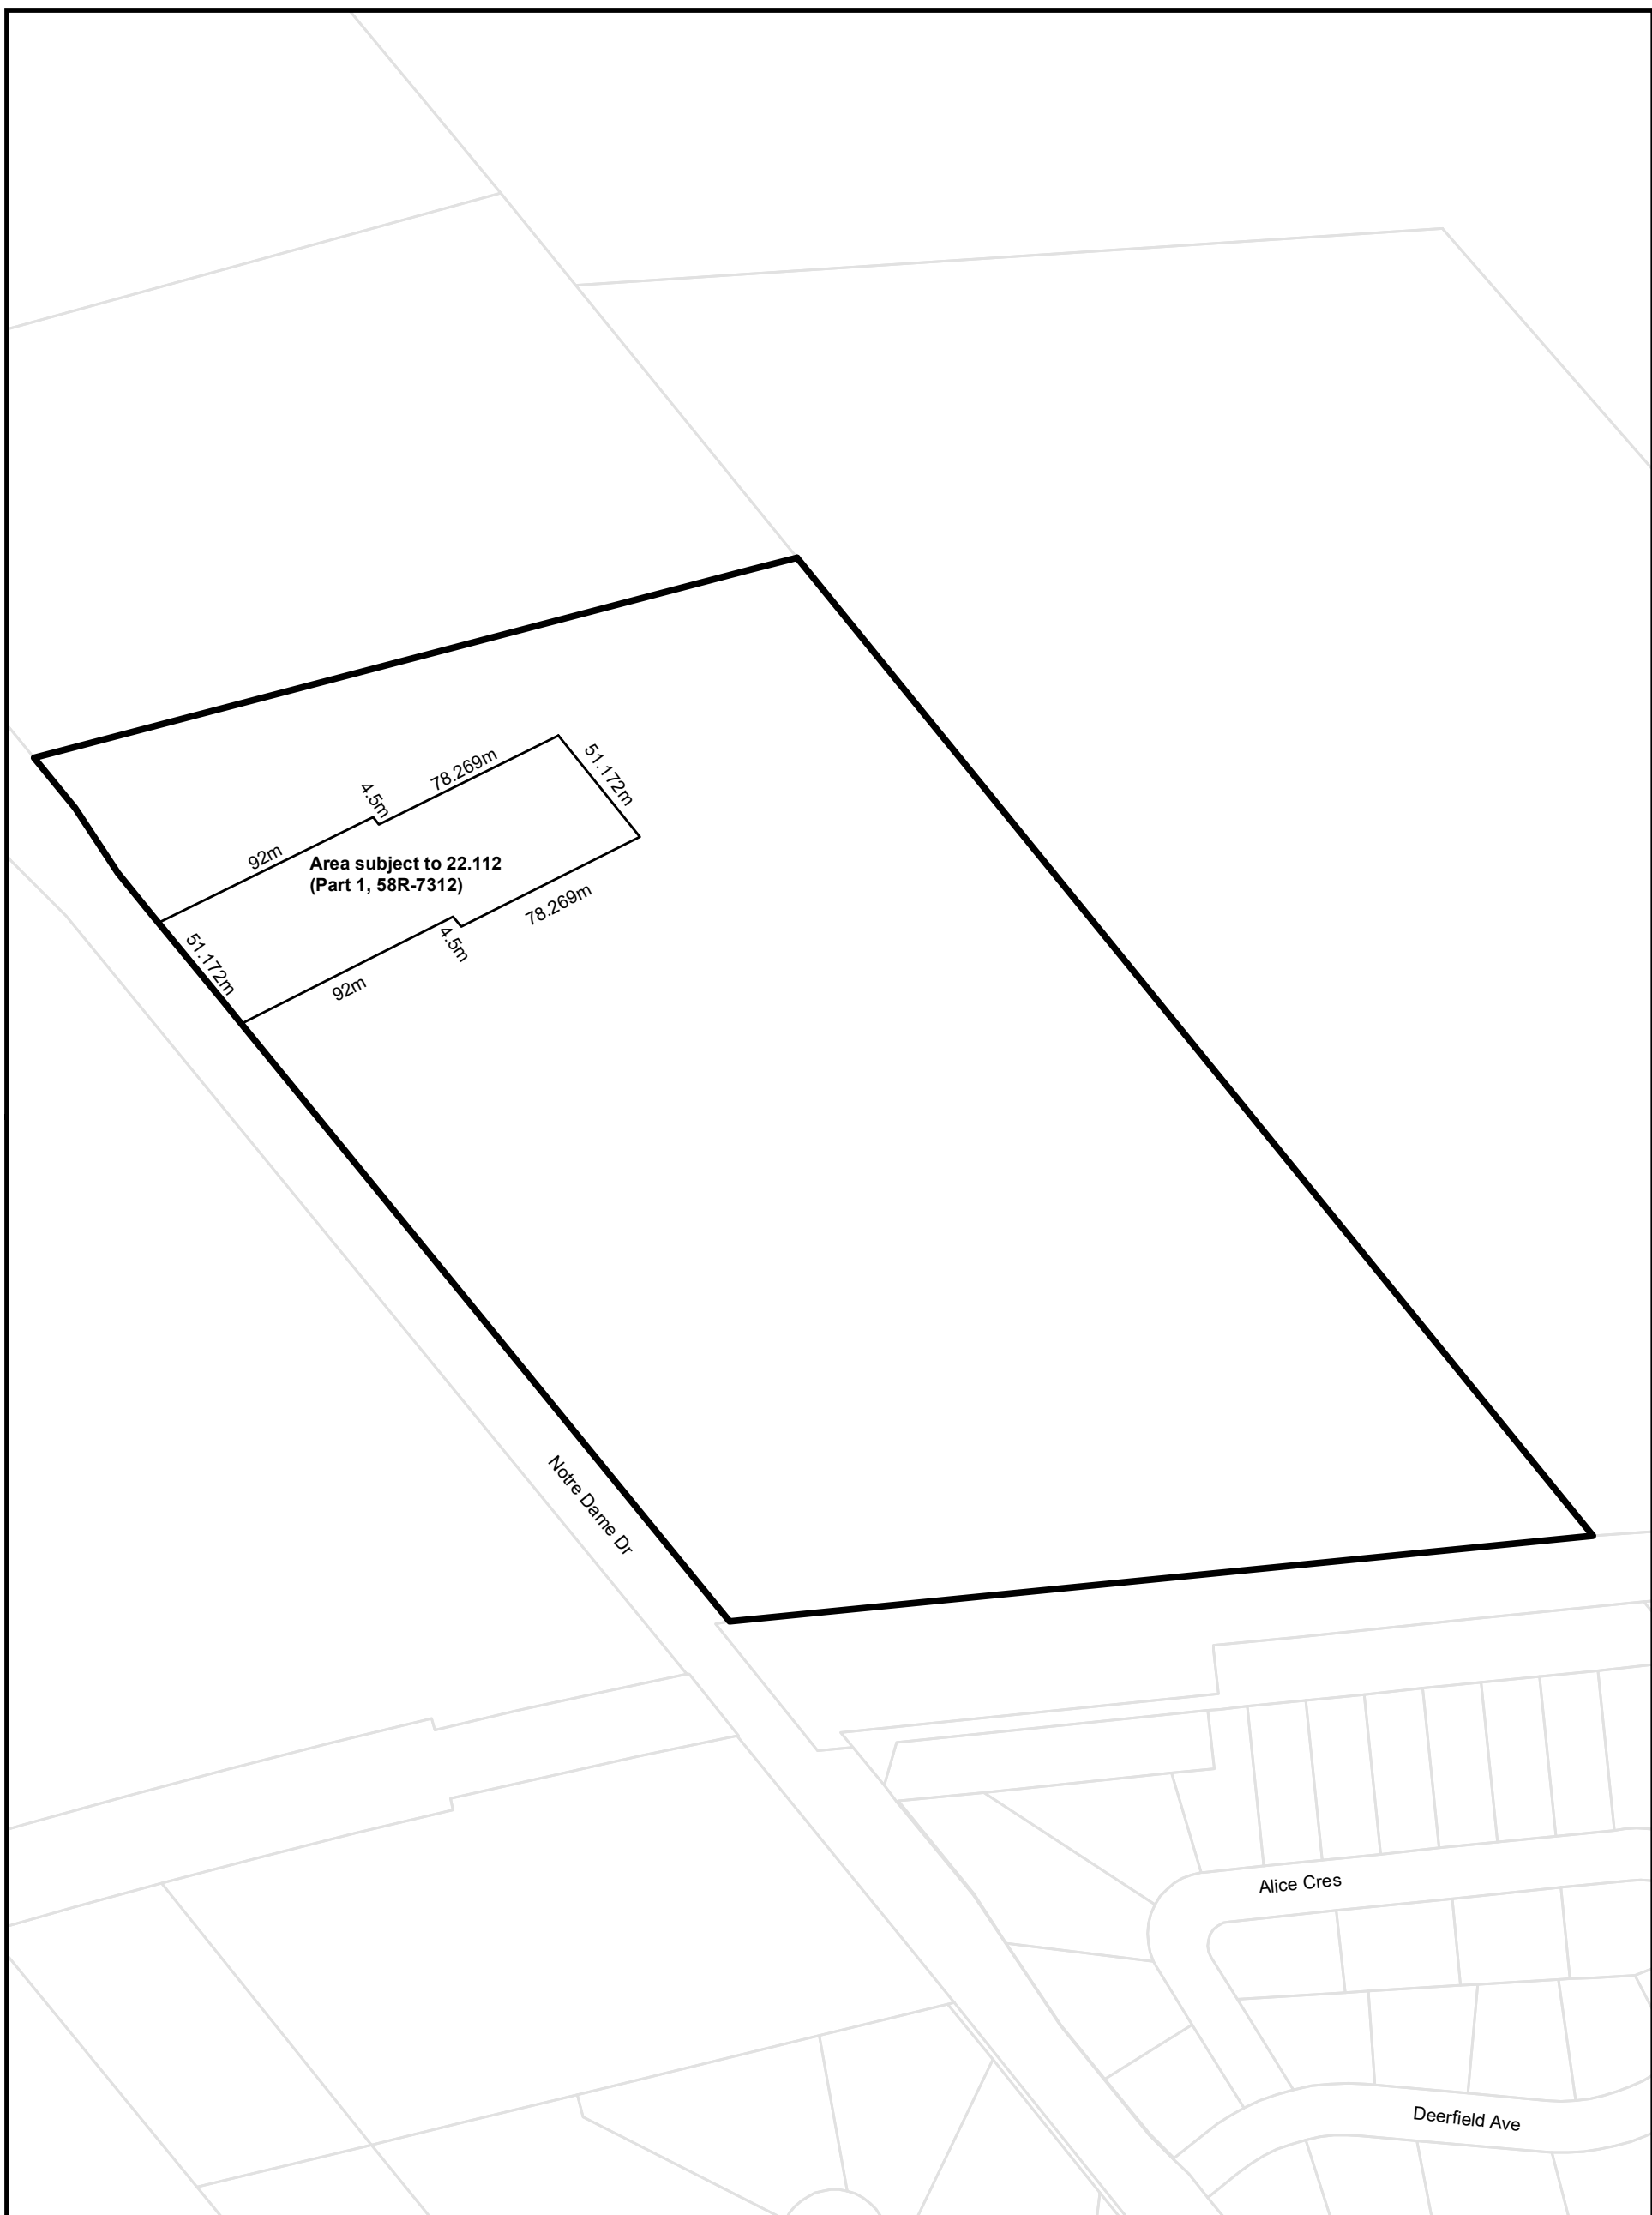 51.172m
78.269m
4.5m
92m
Area subject to 22.112
(Part 1, 58R-7312)
78.269m
4.5m
51.172m
92m
Notre Dame Dr
Alice Cres
Deerfield Ave